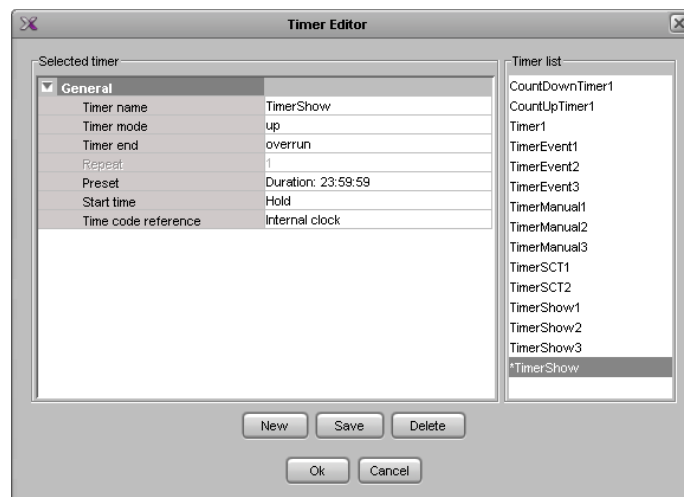 Timer Editor
Selected timer
General
Timer name TimerShow
Timer mode up
Timer end overrun
Repeat 1
Preset Duration: 23:59:59
Start time Hold
Time code reference Internal clock
Timer list
CountDownTimer1
CountUpTimer1
Timer1
TimerEvent1
TimerEvent2
TimerEvent3
TimerManual1
TimerManual2
TimerManual3
TimerSCT1
TimerSCT2
TimerShow1
TimerShow2
TimerShow3
*TimerShow
New Save Delete
Ok Cancel